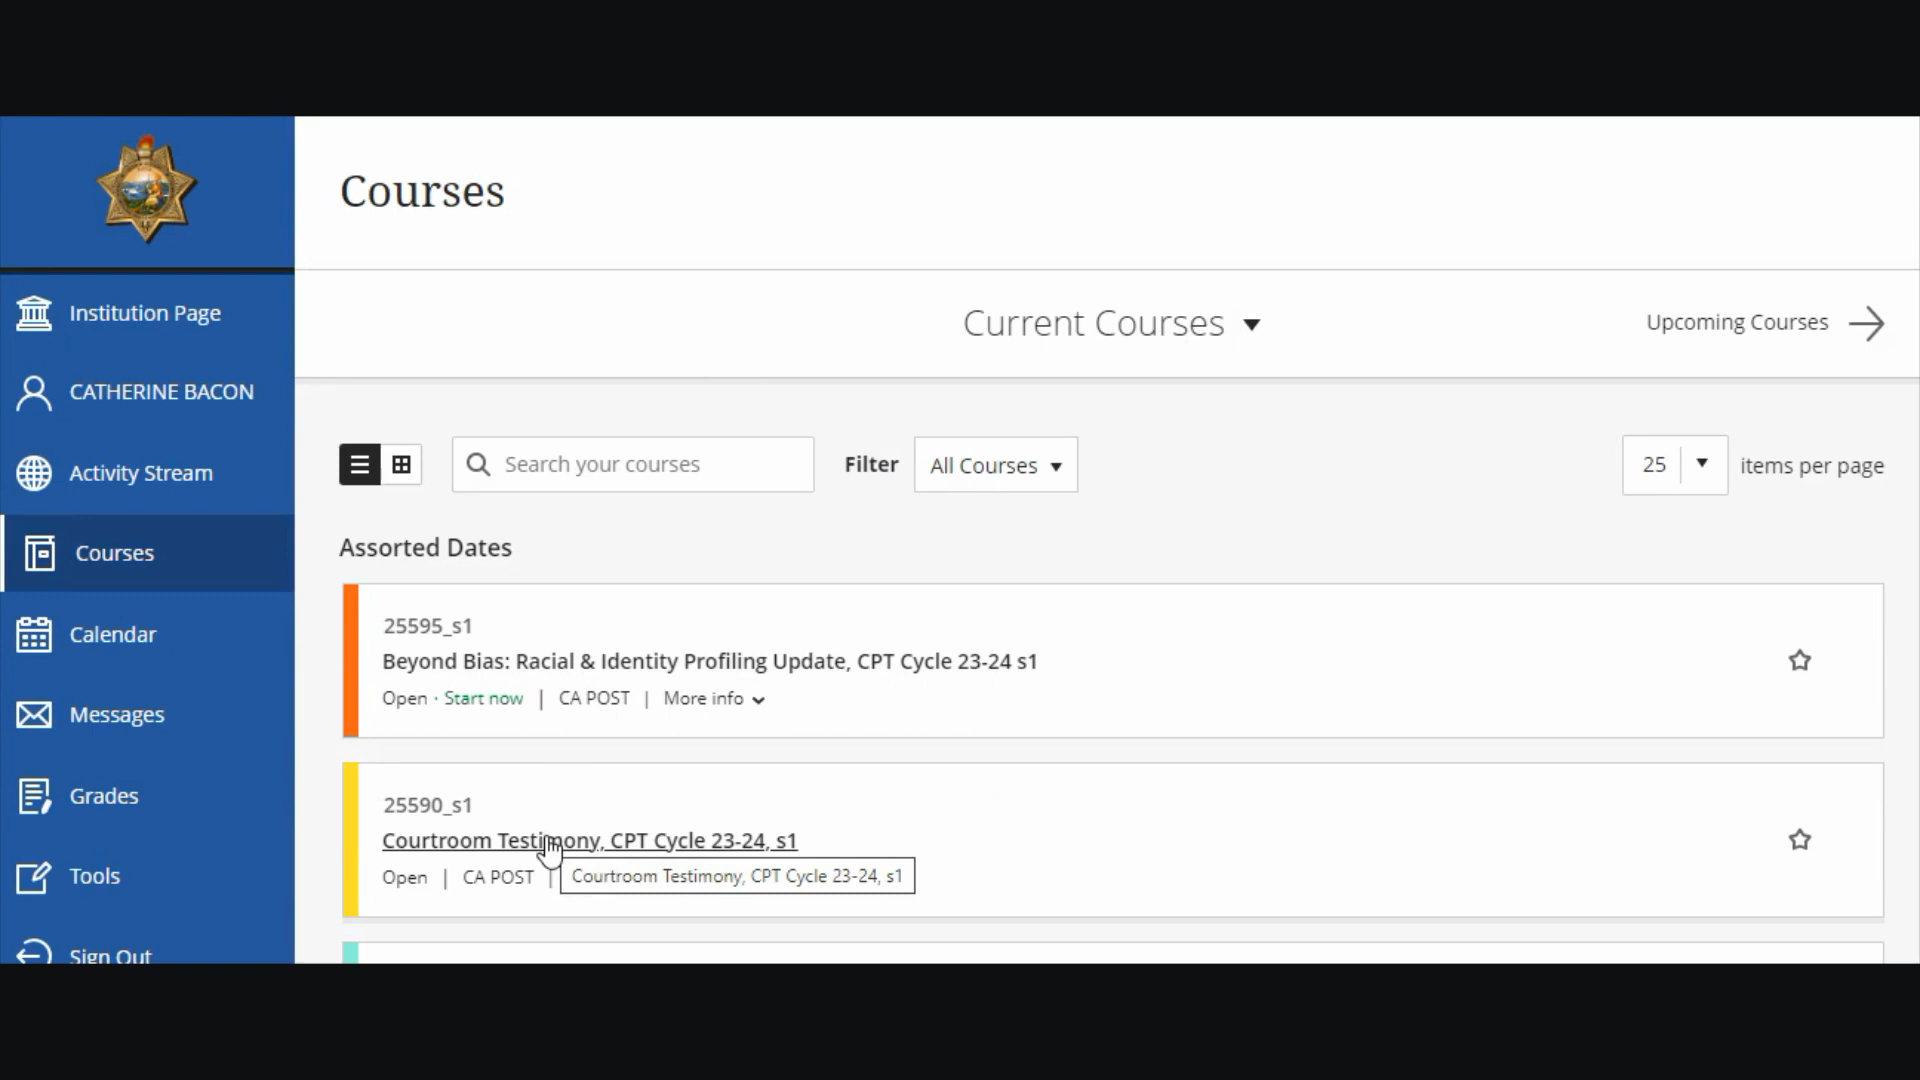 Courses
Current Courses
Upcoming Courses
Institution Page
CATHERINE BACON
Activity Stream
Courses
Calendar
Messages
Grades
Tools
Sign Out
Search your courses
Filter
All Courses
25
items per page
Assorted Dates
25595_s1
Beyond Bias: Racial & Identity Profiling Update, CPT Cycle 23-24 s1
Open · Start now | CA POST | More info
25590_s1
Courtroom Testimony, CPT Cycle 23-24, s1
Open | CA POST |
Courtroom Testimony, CPT Cycle 23-24, s1